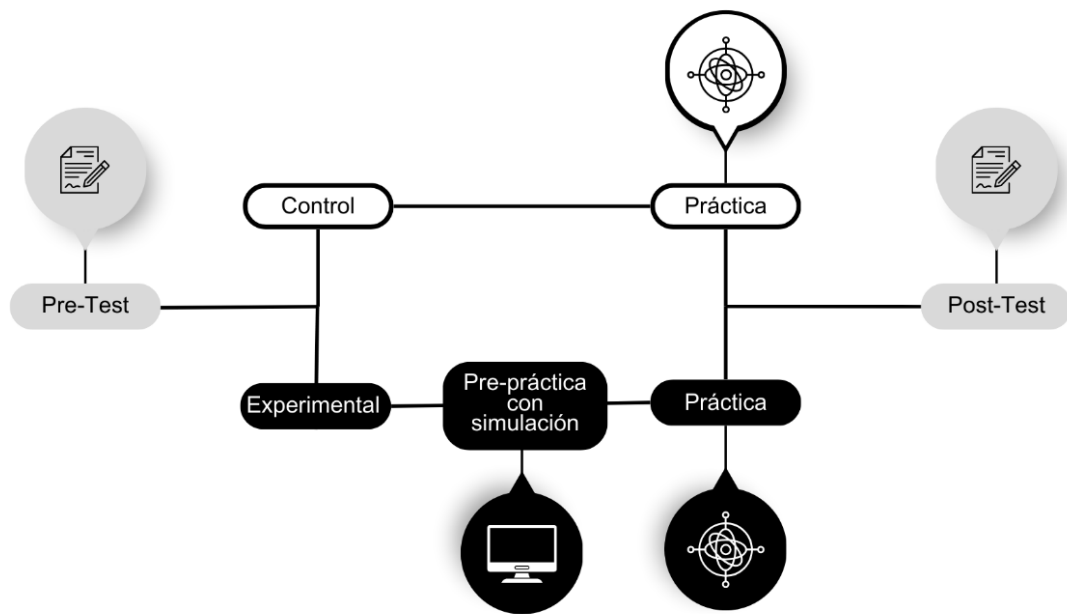 Control
Práctica
Pre-Test
Post-Test
Experimental
Pre-práctica
con
simulación
Práctica